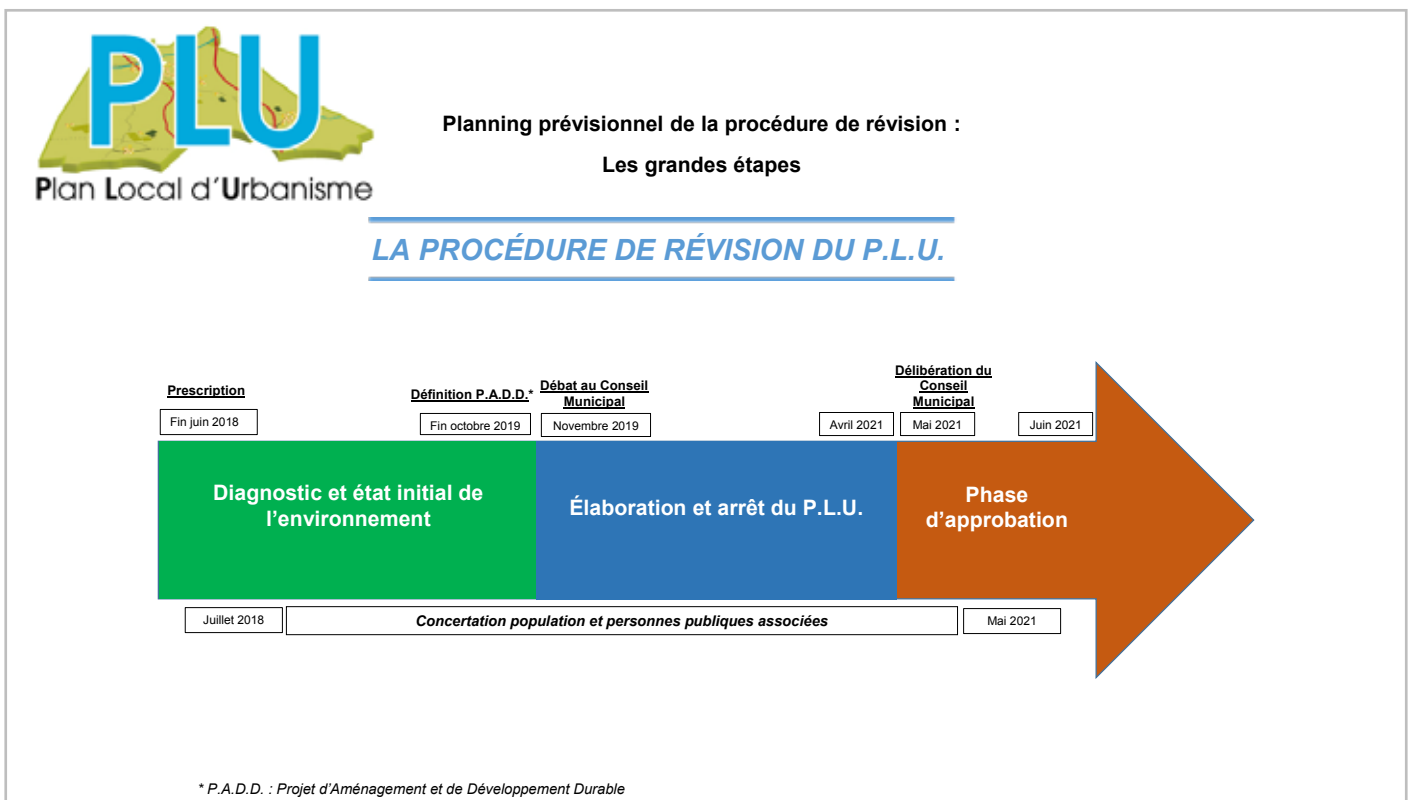 PLU
Plan Local d'Urbanisme
Planning prévisionnel de la procédure de révision :
Les grandes étapes
LA PROCÉDURE DE RÉVISION DU P.L.U.
Prescription
Fin juin 2018
Définition P.A.D.D.*
Fin octobre 2019
Débat au Conseil
Municipal
Novembre 2019
Avril 2021
Délibération du
Conseil
Municipal
Mai 2021
Juin 2021
Diagnostic et état initial de
l'environnement
Élaboration et arrêt du P.L.U.
Phase
d'approbation
Juillet 2018
Concertation population et personnes publiques associées
Mai 2021
* P.A.D.D. : Projet d'Aménagement et de Développement Durable